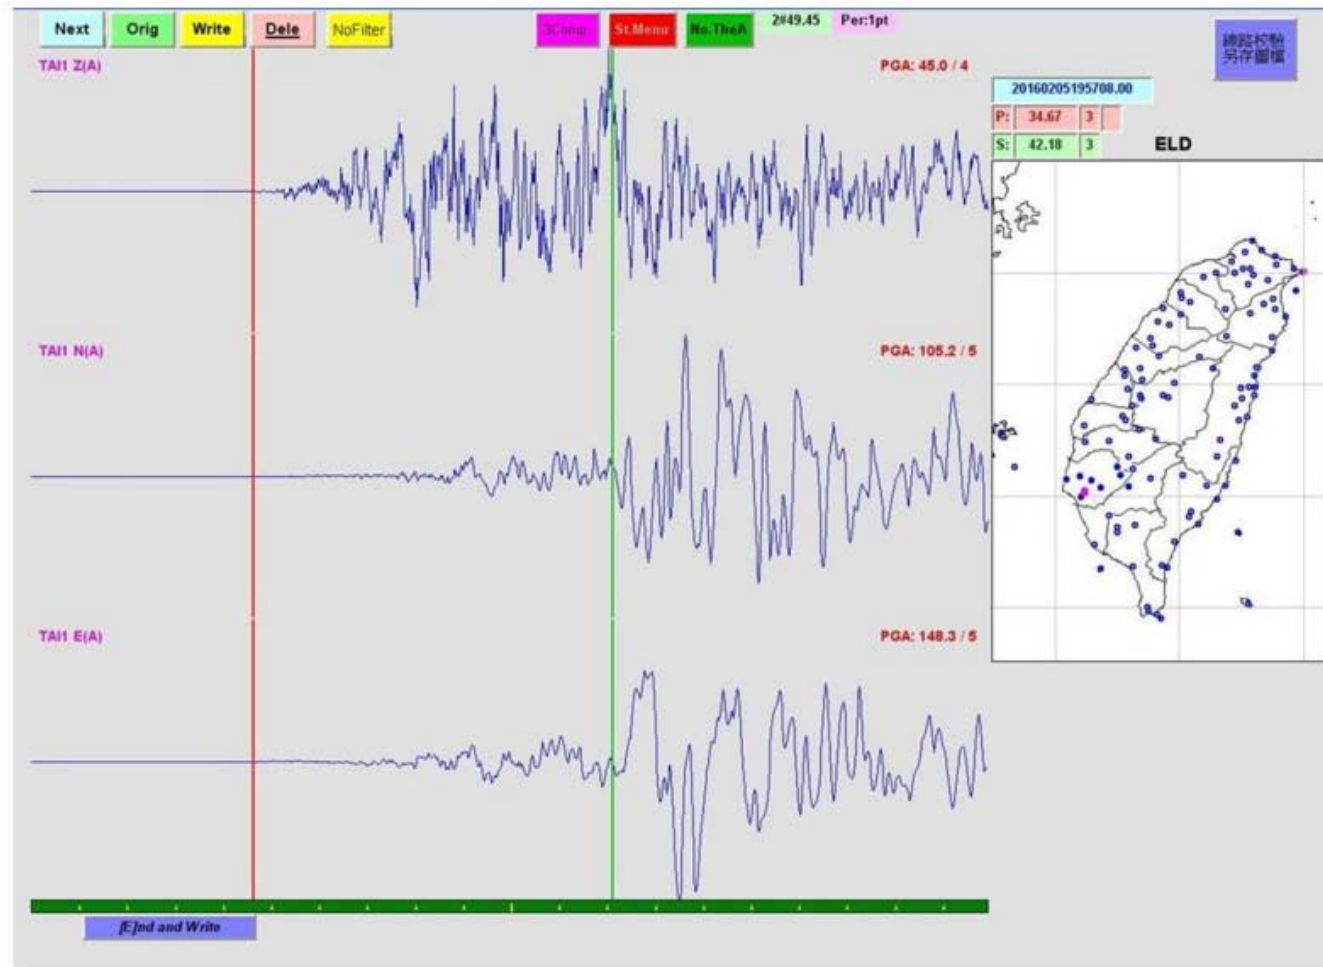 Next Orig Write Dele NoFilter 3Comp St.Menu No.TheA 2#49.45 Per:1pt
線路校驗
另存圖檔
TAI1 Z(A) PGA: 45.0 / 4
20160205195708.00
P: 34.67 3
S: 42.18 3 ELD
TAI1 N(A) PGA: 105.2 / 5
TAI1 E(A) PGA: 148.3 / 5
[E]nd and Write